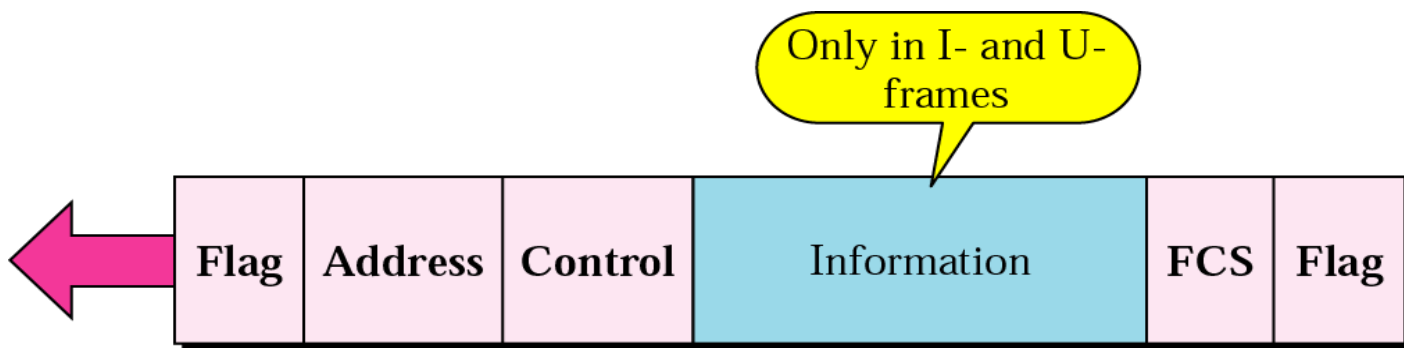 Only in I- and U-
frames
Flag Address Control Information FCS Flag